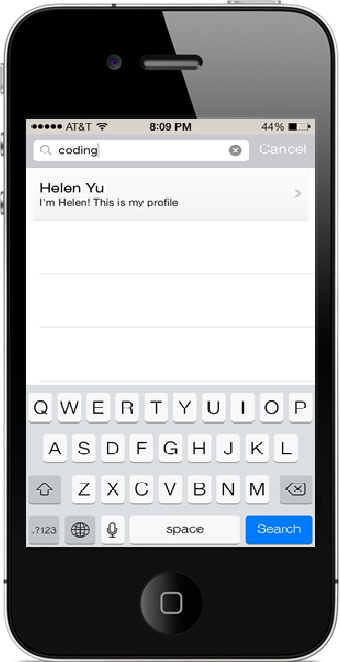 AT&T 8:09 PM 44%
coding Cancel
Helen Yu
I'm Helen! This is my profile
Q W E R T Y U I O P
A S D F G H J K L
Z X C V B N M
.?123 space Search